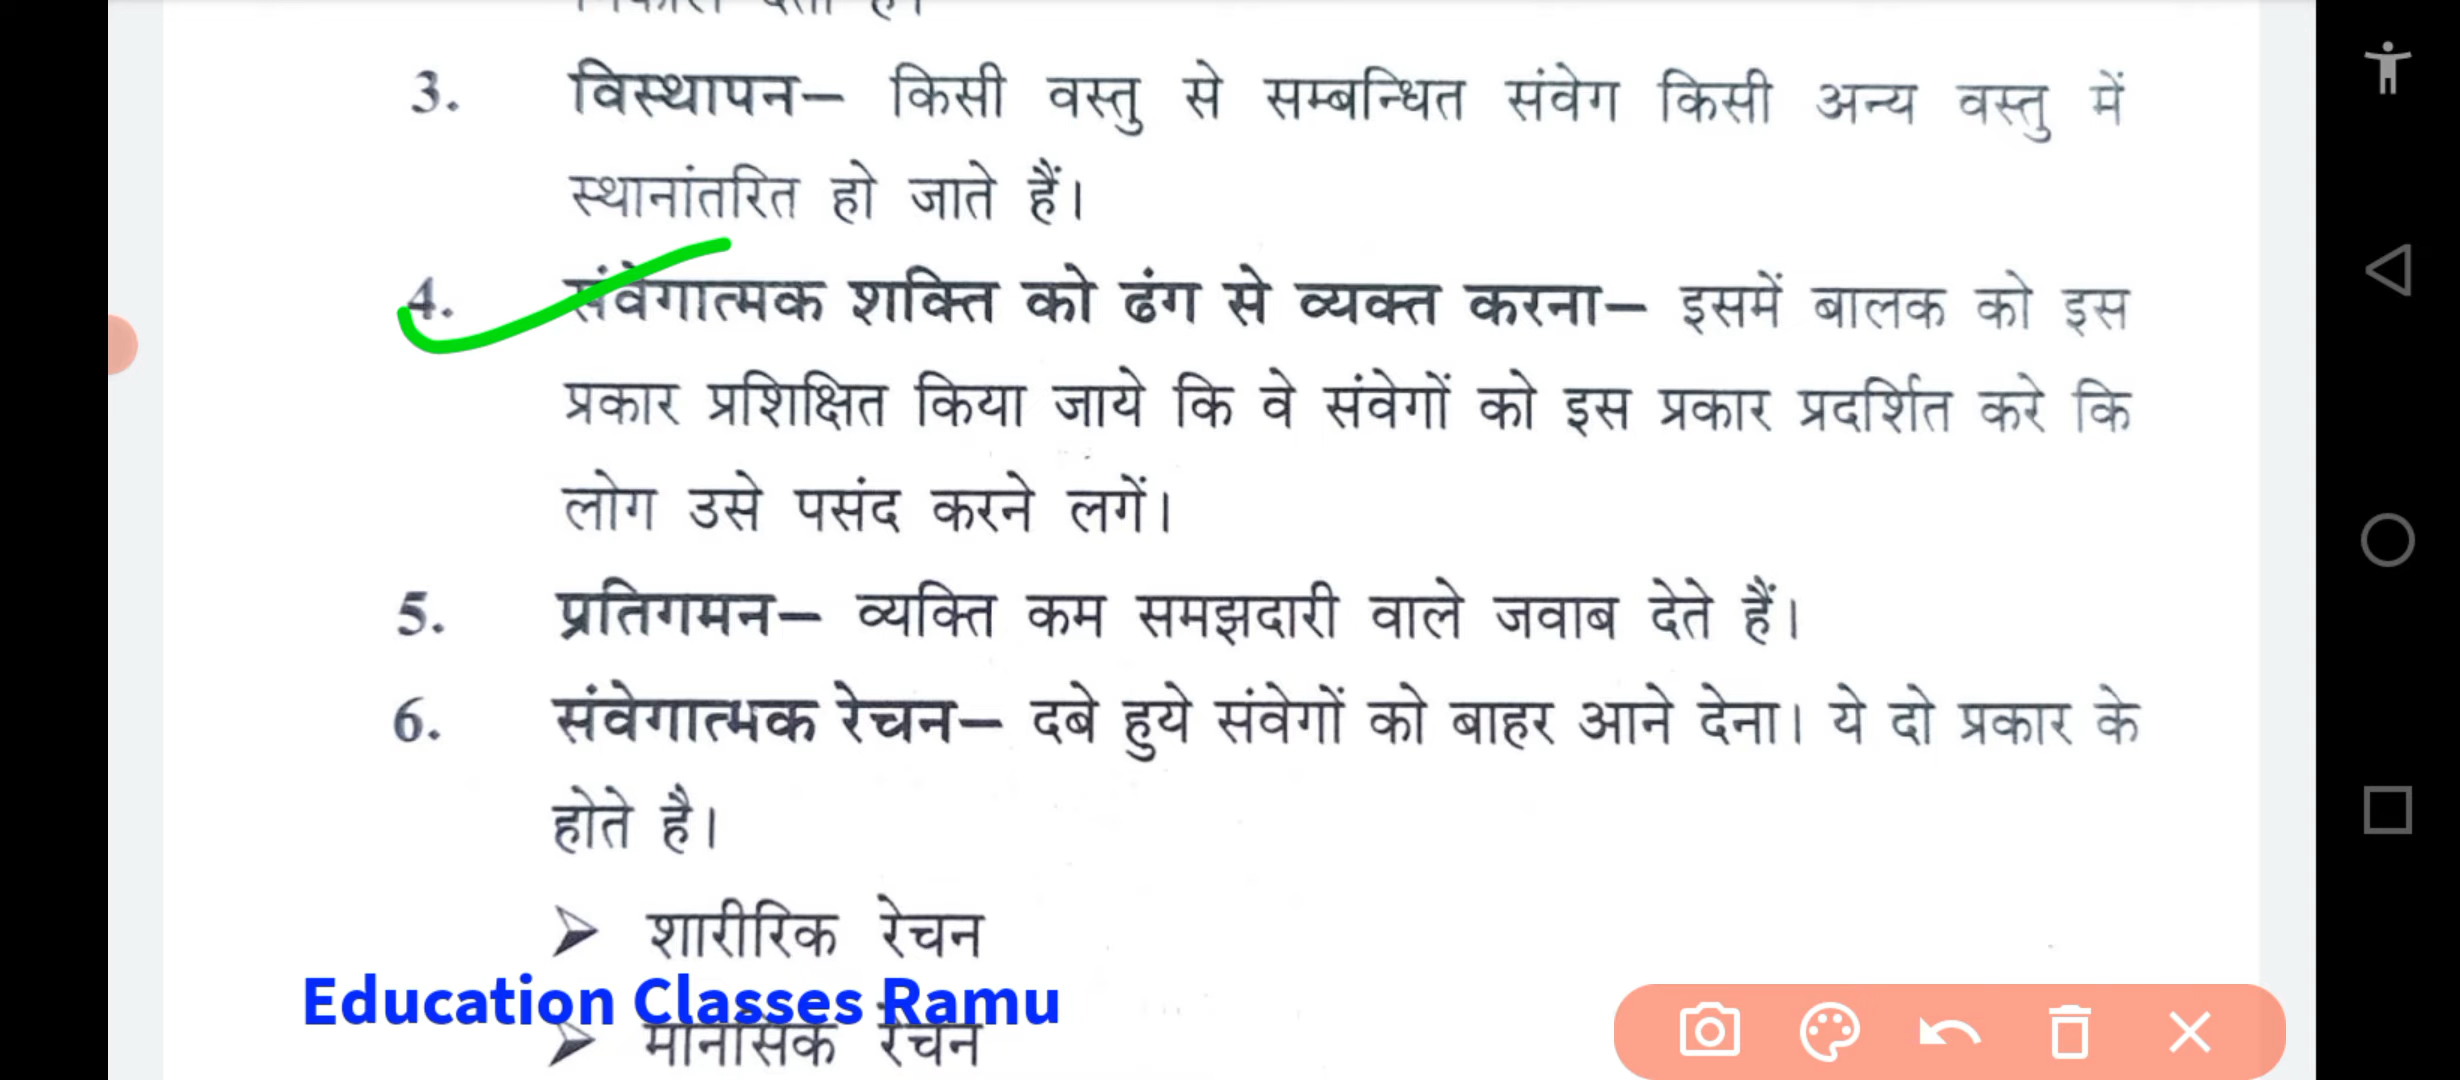 3. विस्थापन– किसी वस्तु से सम्बन्धित संवेग किसी अन्य वस्तु में
स्थानांतरित हो जाते हैं।
4. संवेगात्मक शक्ति को ढंग से व्यक्त करना– इसमें बालक को इस
प्रकार प्रशिक्षित किया जाये कि वे संवेगों को इस प्रकार प्रदर्शित करे कि
लोग उसे पसंद करने लगें।
5. प्रतिगमन– व्यक्ति कम समझदारी वाले जवाब देते हैं।
6. संवेगात्मक रेचन– दबे हुये संवेगों को बाहर आने देना। ये दो प्रकार के
होते है।
➢ शारीरिक रेचन
Education Classes Ramu
➢ मानसिक रेचन